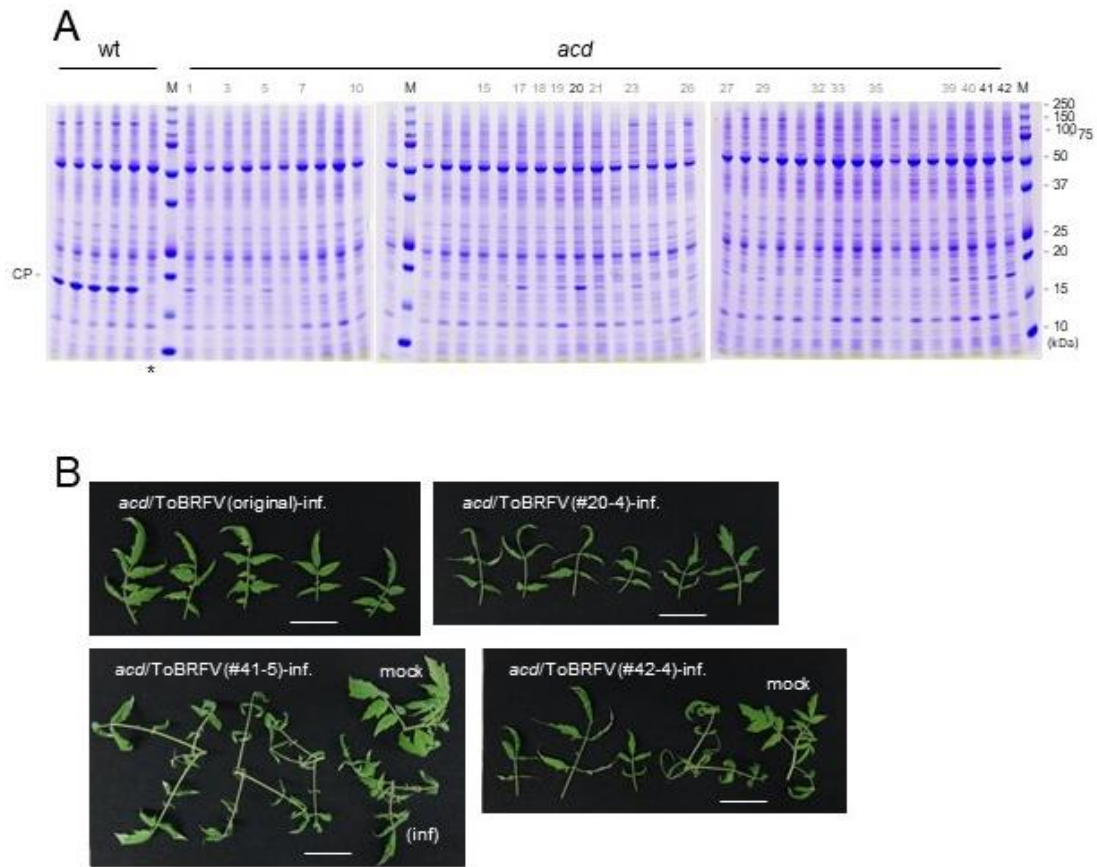 A
wt
acd
M 1 3 5 7 10 M 15 17 18 19 20 21 23 26 27 29 32 33 35 39 40 41 42 M
250
150
100 75
50
37
25
20
CP
15
10
(kDa)
*
B
acd/ToBRFV(original)-inf.
acd/ToBRFV(#20-4)-inf.
acd/ToBRFV(#41-5)-inf.
mock
(inf)
acd/ToBRFV(#42-4)-inf.
mock